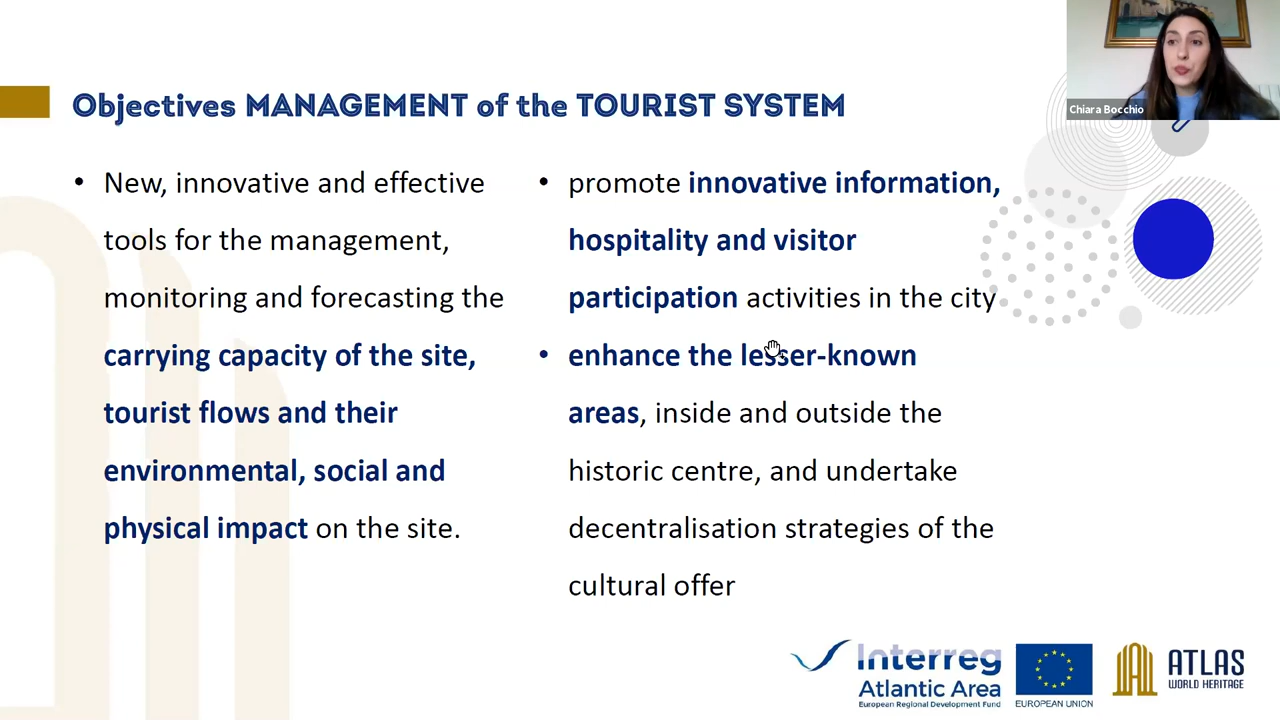 Chiara Bocchio
Objectives MANAGEMENT of the TOURIST SYSTEM
• New, innovative and effective
tools for the management,
monitoring and forecasting the
carrying capacity of the site,
tourist flows and their
environmental, social and
physical impact on the site.
• promote innovative information,
hospitality and visitor
participation activities in the city
• enhance the lesser-known
areas, inside and outside the
historic centre, and undertake
decentralisation strategies of the
cultural offer
Interreg
Atlantic Area
European Regional Development Fund
EUROPEAN UNION
ATLAS
WORLD HERITAGE